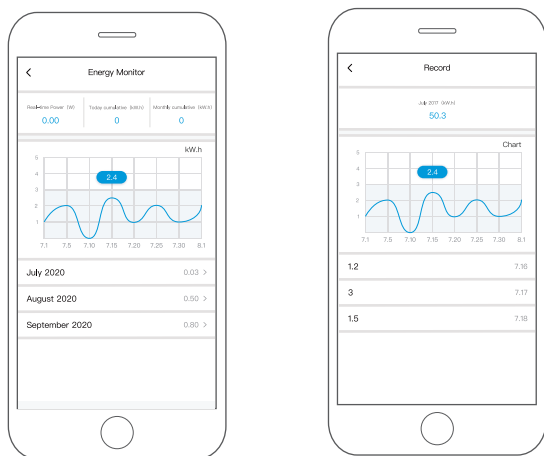 Energy Monitor
Real-time Power (W) Today cumulative (kW.h) Monthly cumulative (kW.h)
0.00 0 0
kW.h
5
4
2.4
3
2
1
7.1 7.5 7.10 7.15 7.20 7.25 7.30 8.1
July 2020 0.03
August 2020 0.50
September 2020 0.80
Record
July 2017 (kW.h)
50.3
Chart
5
4
2.4
3
2
1
7.1 7.5 7.10 7.15 7.20 7.25 7.30 8.1
1.2 7.16
3 7.17
1.5 7.18